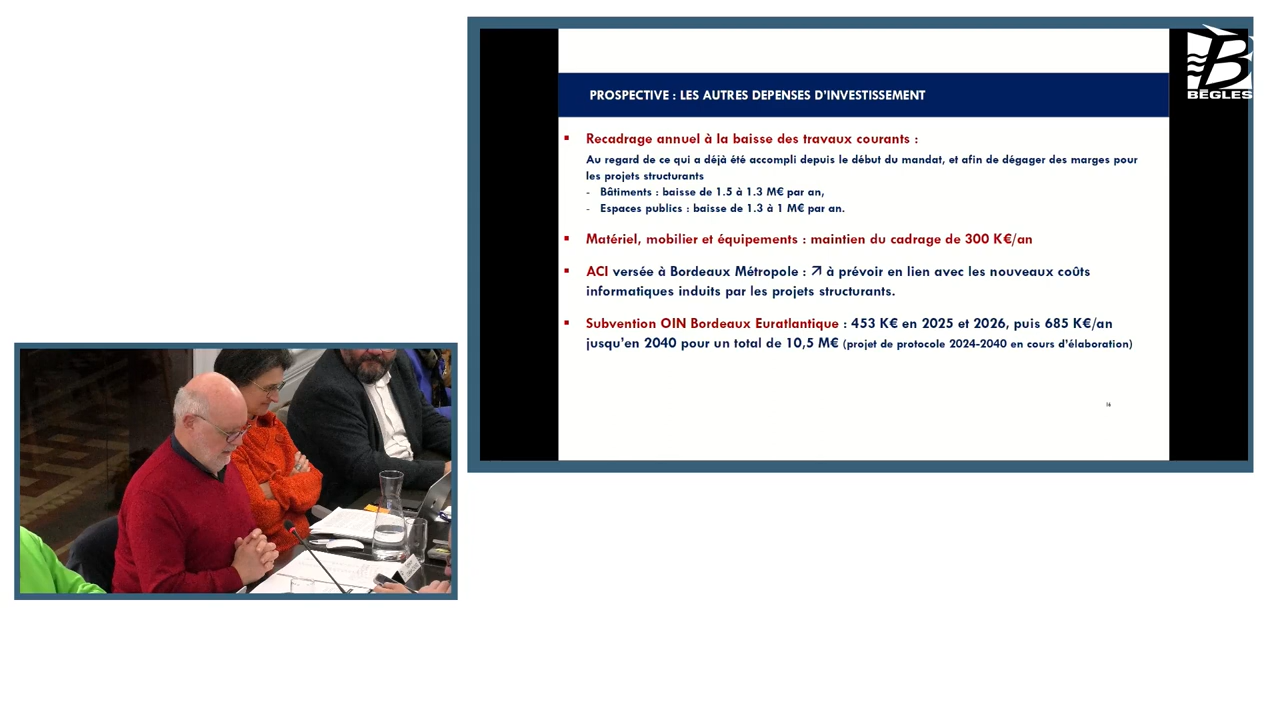 BEGLES
PROSPECTIVE : LES AUTRES DEPENSES D'INVESTISSEMENT
▪ Recadrage annuel à la baisse des travaux courants :
Au regard de ce qui a déjà été accompli depuis le début du mandat, et afin de dégager des marges pour
les projets structurants
- Bâtiments : baisse de 1.5 à 1.3 M€ par an,
- Espaces publics : baisse de 1.3 à 1 M€ par an.
▪ Matériel, mobilier et équipements : maintien du cadrage de 300 K€/an
▪ ACI versée à Bordeaux Métropole : ↗ à prévoir en lien avec les nouveaux coûts
informatiques induits par les projets structurants.
▪ Subvention OIN Bordeaux Euratlantique : 453 K€ en 2025 et 2026, puis 685 K€/an
jusqu'en 2040 pour un total de 10,5 M€ (projet de protocole 2024-2040 en cours d'élaboration)